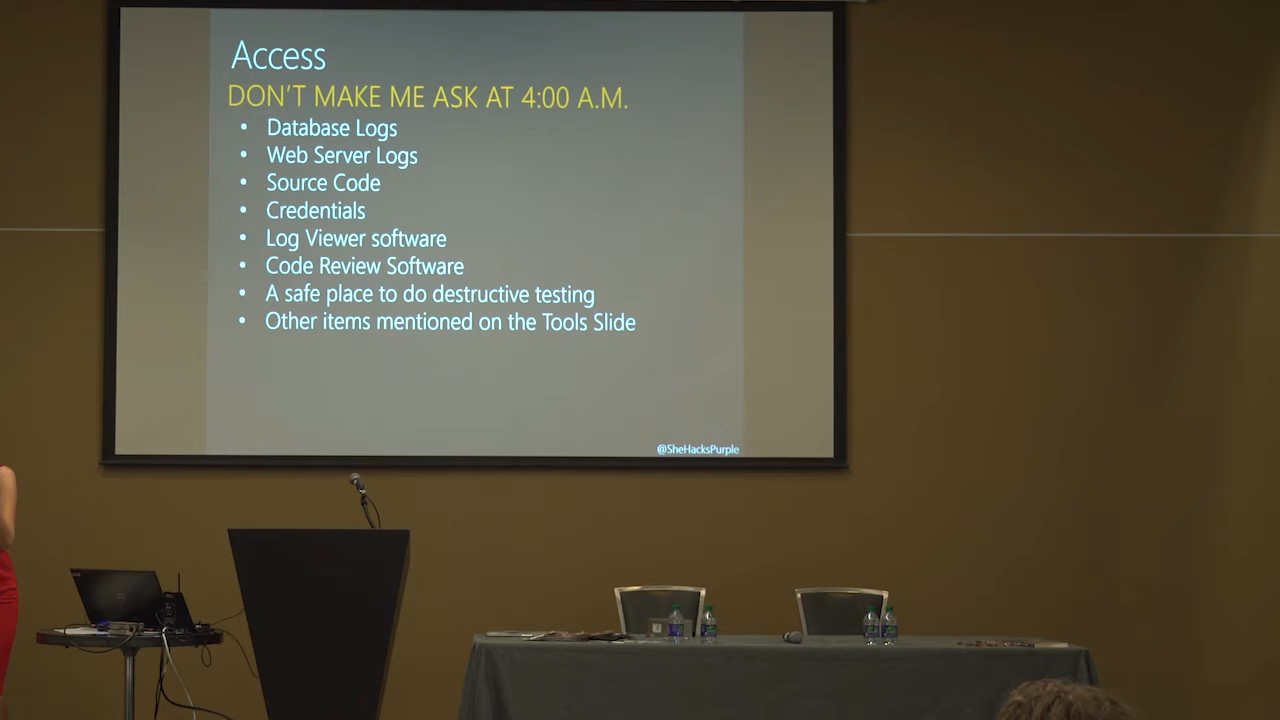 Access
DON'T MAKE ME ASK AT 4:00 A.M.
• Database Logs
• Web Server Logs
• Source Code
• Credentials
• Log Viewer software
• Code Review Software
• A safe place to do destructive testing
• Other items mentioned on the Tools Slide
@SheHacksPurple